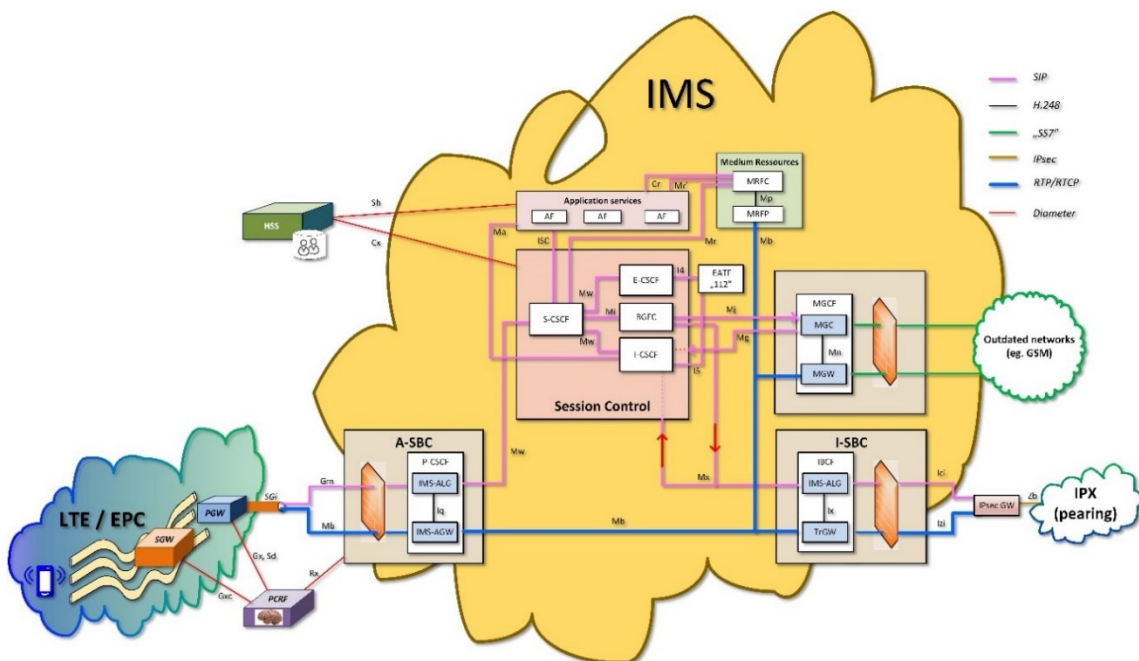 IMS
SIP
H.248
„SS7"
IPsec
RTP/RTCP
Diameter
Medium Ressources
MRFC
Mp
MRFP
Cr
Mr'
Application services
AF
AF
AF
Sh
HSS
Cx
Ma
ISC
Mr
Mb
E-CSCF
I4
EATF
„112"
Mw
S-CSCF
Mi
BGFC
Mj
Mw
I-CSCF
Mg
I5
Session Control
MGCF
MGC
Mn
MGW
Outdated networks
(eg. GSM)
A-SBC
P-CSCF
IMS-ALG
Iq
IMS-AGW
Mw
Mx
Mb
I-SBC
IBCF
IMS-ALG
Ix
TrGW
Ici
Izi
IPsec GW
Zb
IPX
(pearing)
LTE / EPC
PGW
SGi
SGW
Gm
Mb
Gx, Sd
Rx
Gxc
PCRF